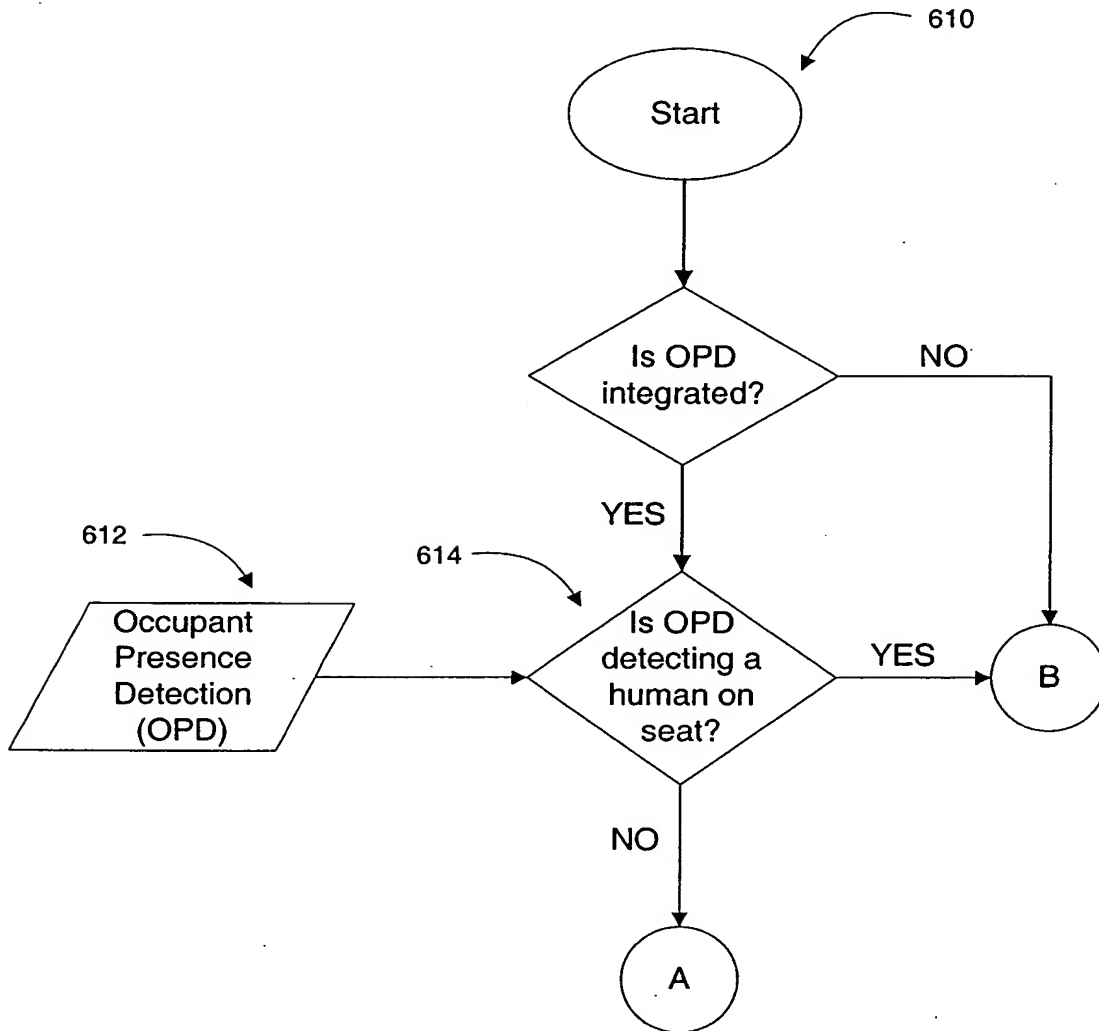 610
Start
Is OPD
integrated?
NO
YES
612
614
Occupant
Presence
Detection
(OPD)
Is OPD
detecting a
human on
seat?
YES
B
NO
A